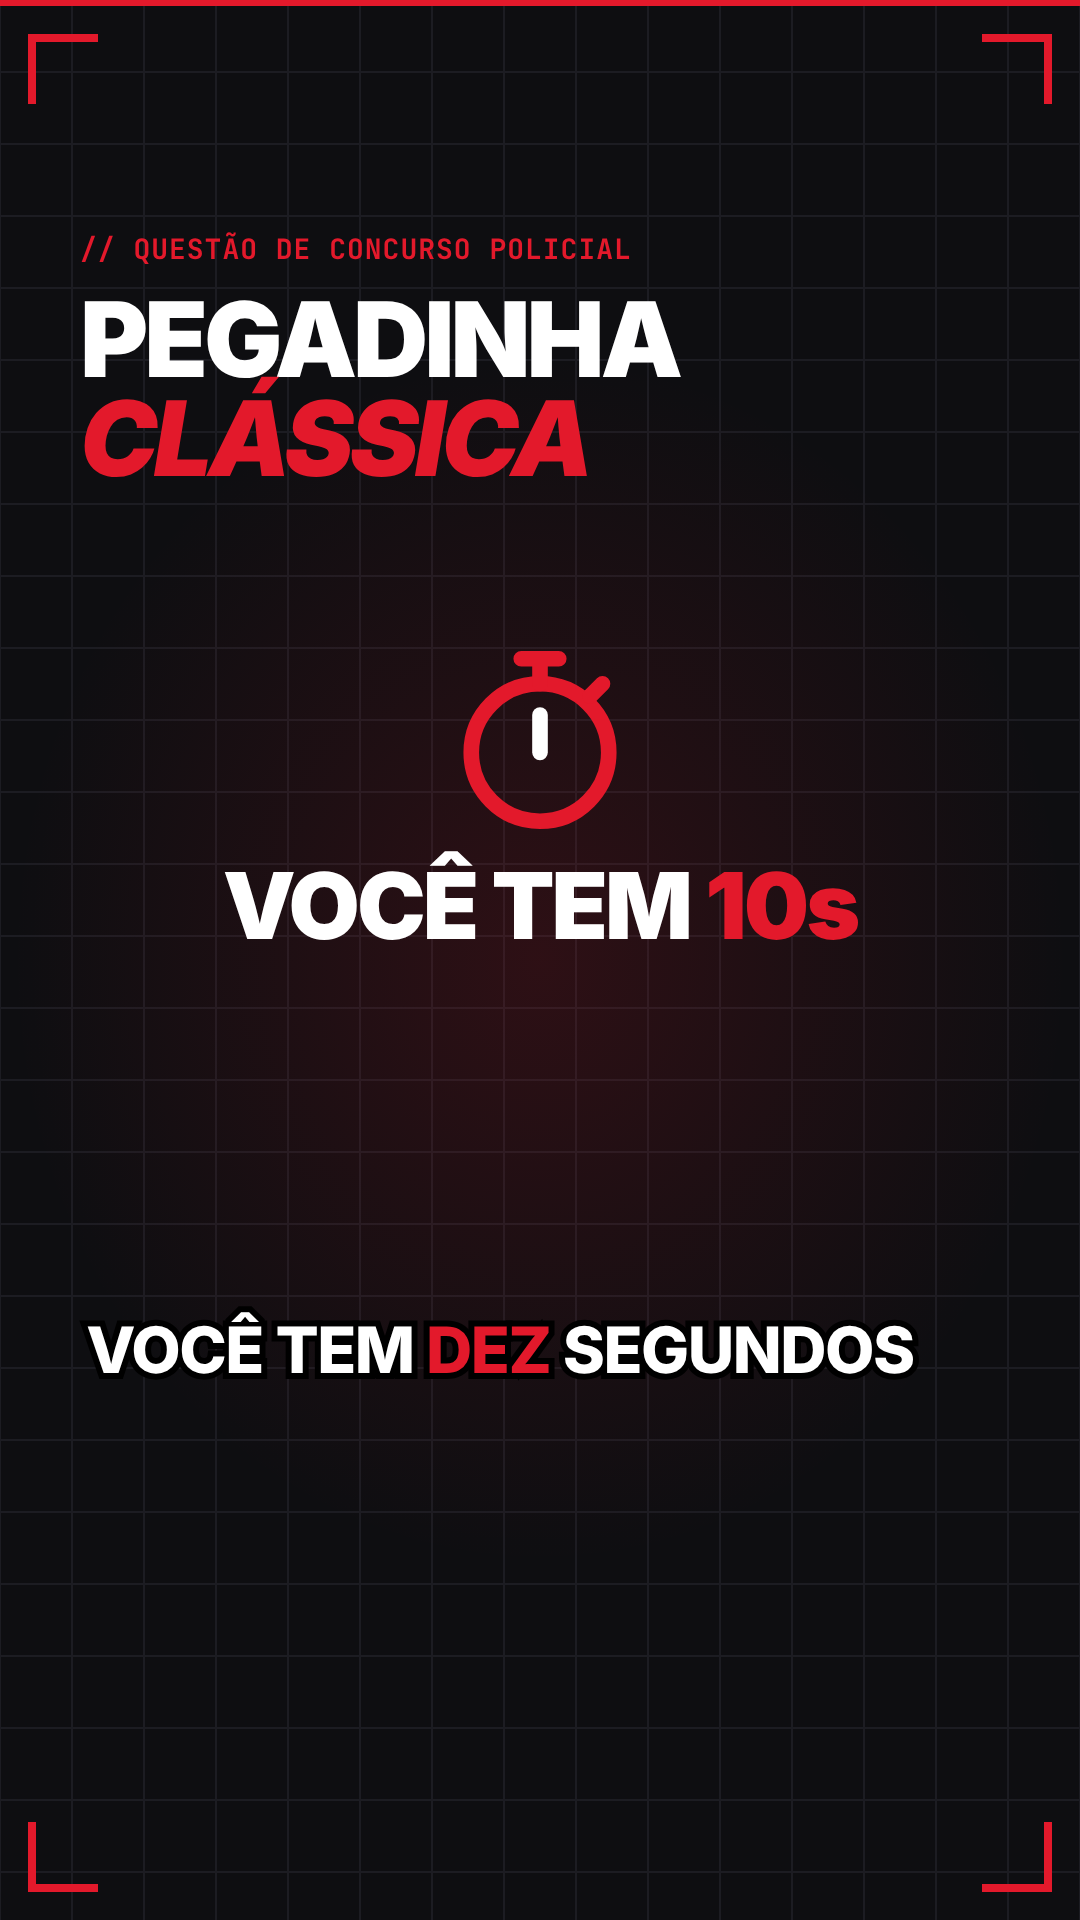 // QUESTÃO DE CONCURSO POLICIAL
PEGADINHA
CLÁSSICA
VOCÊ TEM 10s
VOCÊ TEM DEZ SEGUNDOS